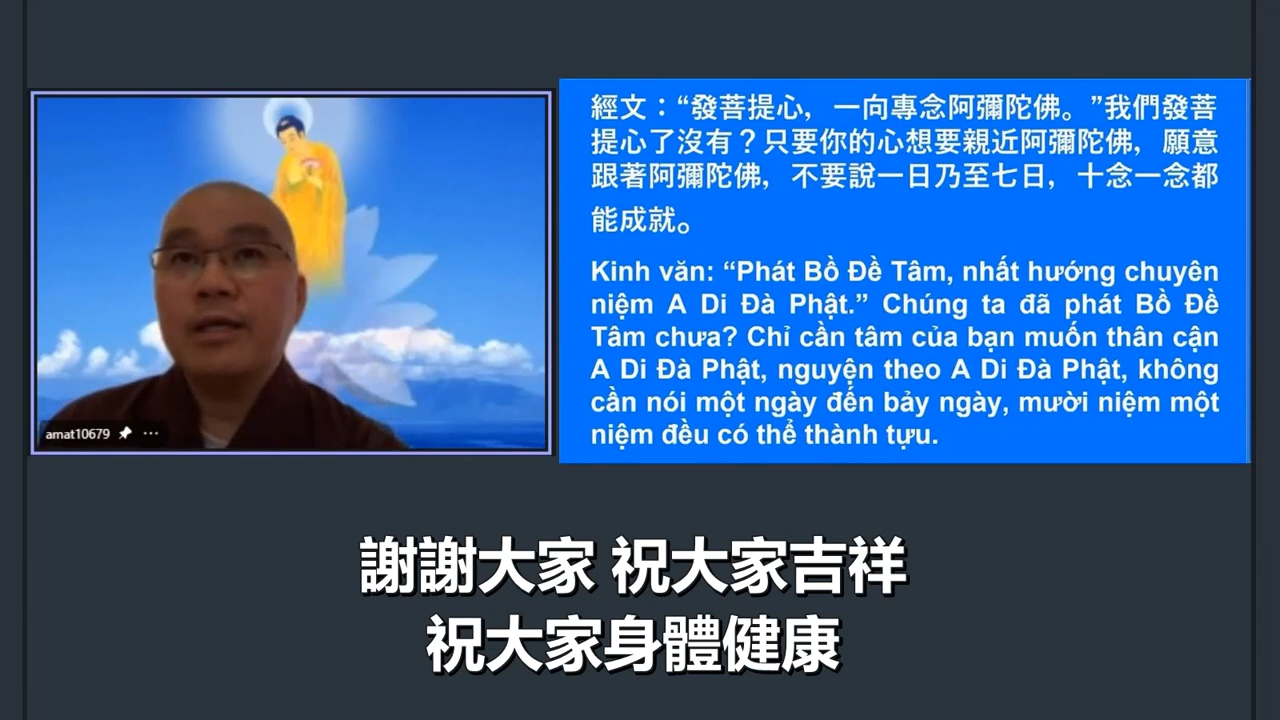 經文：“發菩提心，一向專念阿彌陀佛。”我們發菩
提心了沒有？只要你的心想要親近阿彌陀佛，願意
跟著阿彌陀佛，不要說一日乃至七日，十念一念都
能成就。
Kinh văn: “Phát Bồ Đề Tâm, nhất hướng chuyên
niệm A Di Đà Phật.” Chúng ta đã phát Bồ Đề
Tâm chưa? Chỉ cần tâm của bạn muốn thân cận
A Di Đà Phật, nguyện theo A Di Đà Phật, không
cần nói một ngày đến bảy ngày, mười niệm một
niệm đều có thể thành tựu.
amat10679
謝謝大家 祝大家吉祥
祝大家身體健康